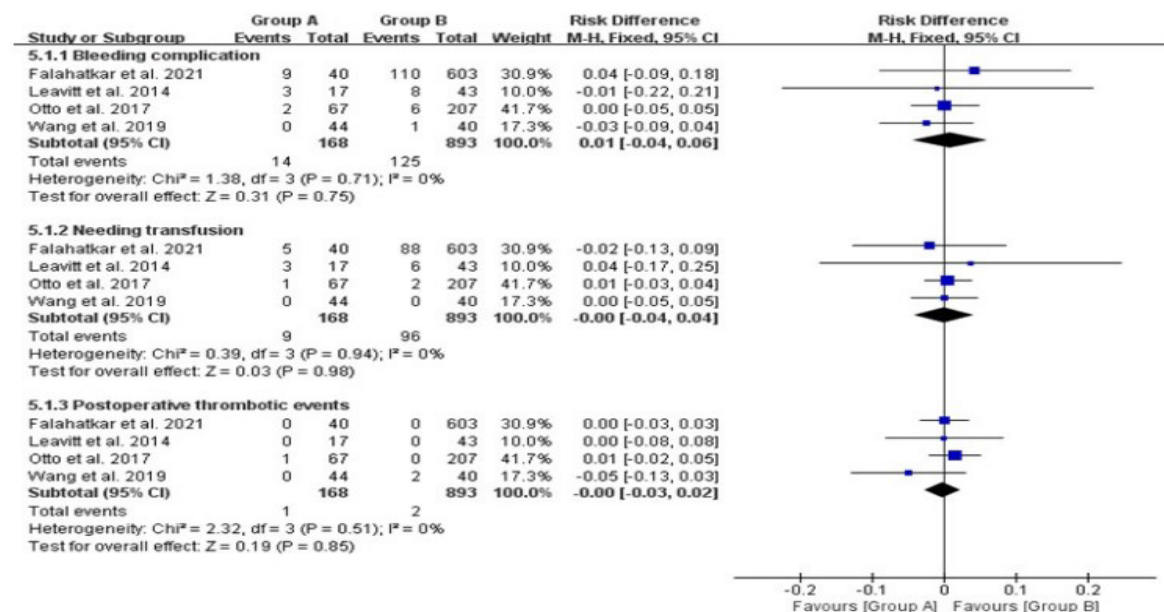 Group A Group B Risk Difference Risk Difference
Study or Subgroup Events Total Events Total Weight M-H, Fixed, 95% CI M-H, Fixed, 95% CI
5.1.1 Bleeding complication
Falahatkar et al. 2021 9 40 110 603 30.9% 0.04 [-0.09, 0.18]
Leavitt et al. 2014 3 17 8 43 10.0% -0.01 [-0.22, 0.21]
Otto et al. 2017 2 67 6 207 41.7% 0.00 [-0.05, 0.05]
Wang et al. 2019 0 44 1 40 17.3% -0.03 [-0.09, 0.04]
Subtotal (95% CI) 168 893 100.0% 0.01 [-0.04, 0.06]
Total events 14 125
Heterogeneity: Chi² = 1.38, df = 3 (P = 0.71); I² = 0%
Test for overall effect: Z = 0.31 (P = 0.75)
5.1.2 Needing transfusion
Falahatkar et al. 2021 5 40 88 603 30.9% -0.02 [-0.13, 0.09]
Leavitt et al. 2014 3 17 6 43 10.0% 0.04 [-0.17, 0.25]
Otto et al. 2017 1 67 2 207 41.7% 0.01 [-0.03, 0.04]
Wang et al. 2019 0 44 0 40 17.3% 0.00 [-0.05, 0.05]
Subtotal (95% CI) 168 893 100.0% -0.00 [-0.04, 0.04]
Total events 9 96
Heterogeneity: Chi² = 0.39, df = 3 (P = 0.94); I² = 0%
Test for overall effect: Z = 0.03 (P = 0.98)
5.1.3 Postoperative thrombotic events
Falahatkar et al. 2021 0 40 0 603 30.9% 0.00 [-0.03, 0.03]
Leavitt et al. 2014 0 17 0 43 10.0% 0.00 [-0.08, 0.08]
Otto et al. 2017 1 67 0 207 41.7% 0.01 [-0.02, 0.05]
Wang et al. 2019 0 44 2 40 17.3% -0.05 [-0.13, 0.03]
Subtotal (95% CI) 168 893 100.0% -0.00 [-0.03, 0.02]
Total events 1 2
Heterogeneity: Chi² = 2.32, df = 3 (P = 0.51); I² = 0%
Test for overall effect: Z = 0.19 (P = 0.85)
-0.2 -0.1 0 0.1 0.2
Favours [Group A] Favours [Group B]